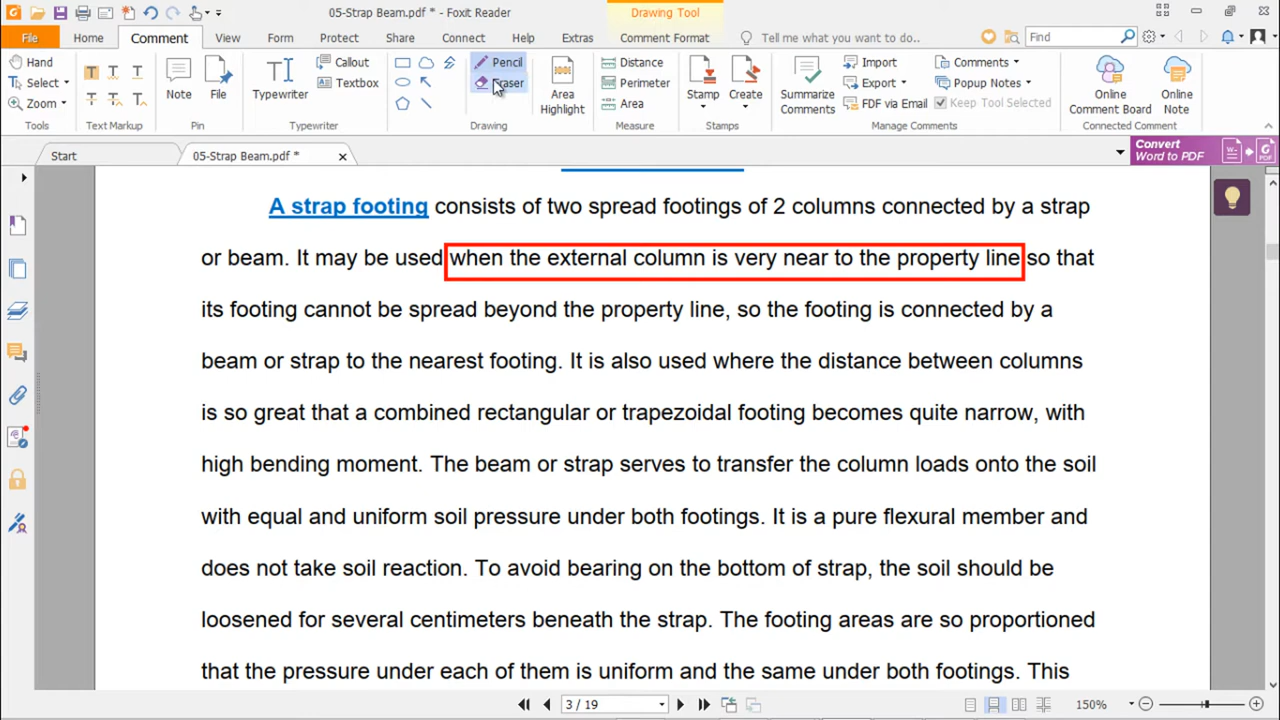 05-Strap Beam.pdf * - Foxit Reader
Drawing Tool
File Home Comment View Form Protect Share Connect Help Extras Comment Format Tell me what you want to do.. Find
Hand
Select
Zoom
Tools
Text Markup
Note
File
Pin
Typewriter
Callout
Textbox
Typewriter
Pencil
Eraser
Drawing
Area
Highlight
Distance
Perimeter
Area
Measure
Stamp
Create
Stamps
Summarize
Comments
Import
Export
FDF via Email
Comments
Popup Notes
Keep Tool Selected
Manage Comments
Online
Comment Board
Online
Note
Connected Comment
Start
05-Strap Beam.pdf *
Convert
Word to PDF
A strap footing consists of two spread footings of 2 columns connected by a strap
or beam. It may be used when the external column is very near to the property line so that
its footing cannot be spread beyond the property line, so the footing is connected by a
beam or strap to the nearest footing. It is also used where the distance between columns
is so great that a combined rectangular or trapezoidal footing becomes quite narrow, with
high bending moment. The beam or strap serves to transfer the column loads onto the soil
with equal and uniform soil pressure under both footings. It is a pure flexural member and
does not take soil reaction. To avoid bearing on the bottom of strap, the soil should be
loosened for several centimeters beneath the strap. The footing areas are so proportioned
that the pressure under each of them is uniform and the same under both footings. This
3 / 19
150%